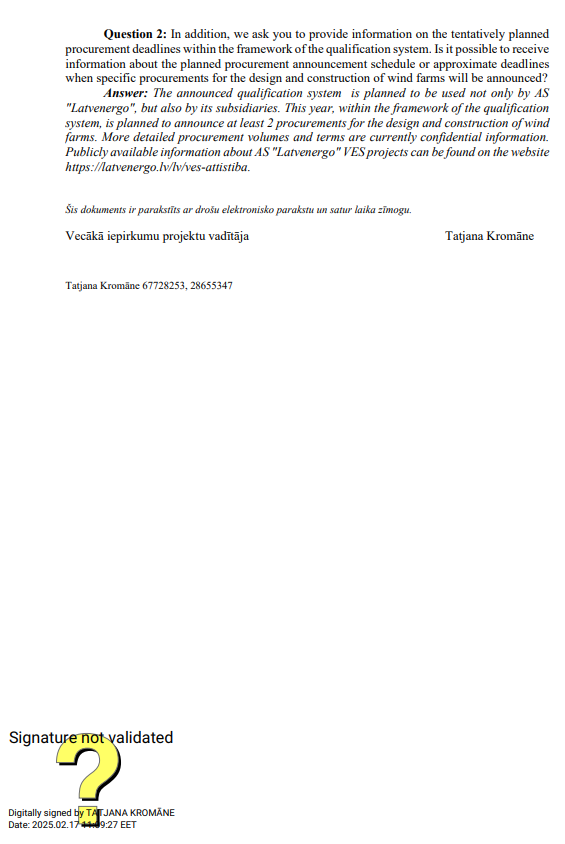 Question 2: In addition, we ask you to provide information on the tentatively planned
procurement deadlines within the framework of the qualification system. Is it possible to receive
information about the planned procurement announcement schedule or approximate deadlines
when specific procurements for the design and construction of wind farms will be announced?
Answer: The announced qualification system is planned to be used not only by AS
"Latvenergo", but also by its subsidiaries. This year, within the framework of the qualification
system, is planned to announce at least 2 procurements for the design and construction of wind
farms. More detailed procurement volumes and terms are currently confidential information.
Publicly available information about AS "Latvenergo" VES projects can be found on the website
https://latvenergo.lv/lv/ves-attistiba.
Šis dokuments ir parakstīts ar drošu elektronisko parakstu un satur laika zīmogu.
Vecākā iepirkumu projektu vadītāja Tatjana Kromāne
Tatjana Kromāne 67728253, 28655347
Signature not validated
Digitally signed by TATJANA KROMĀNE
Date: 2025.02.17 :27 EET